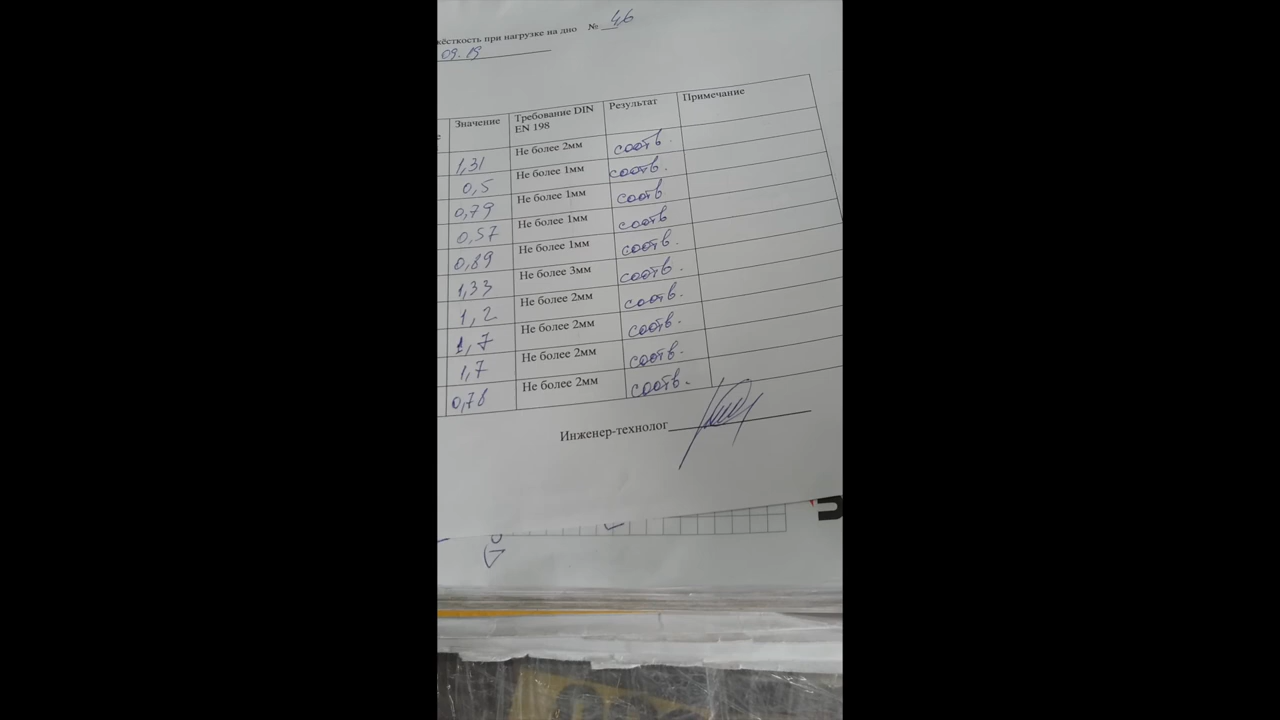 жёсткость при нагрузке на дно № 46
09.19
Значение Требование DIN EN 198 Результат Примечание
1,31 Не более 2мм соотв.
0,5 Не более 1мм соотв.
0,79 Не более 1мм соотв
0,57 Не более 1мм соотв
0,89 Не более 1мм соотв.
1,33 Не более 3мм соотв.
1,2 Не более 2мм соотв.
1,7 Не более 2мм соотв.
1,7 Не более 2мм соотв.
0,78 Не более 2мм соотв.
Инженер-технолог